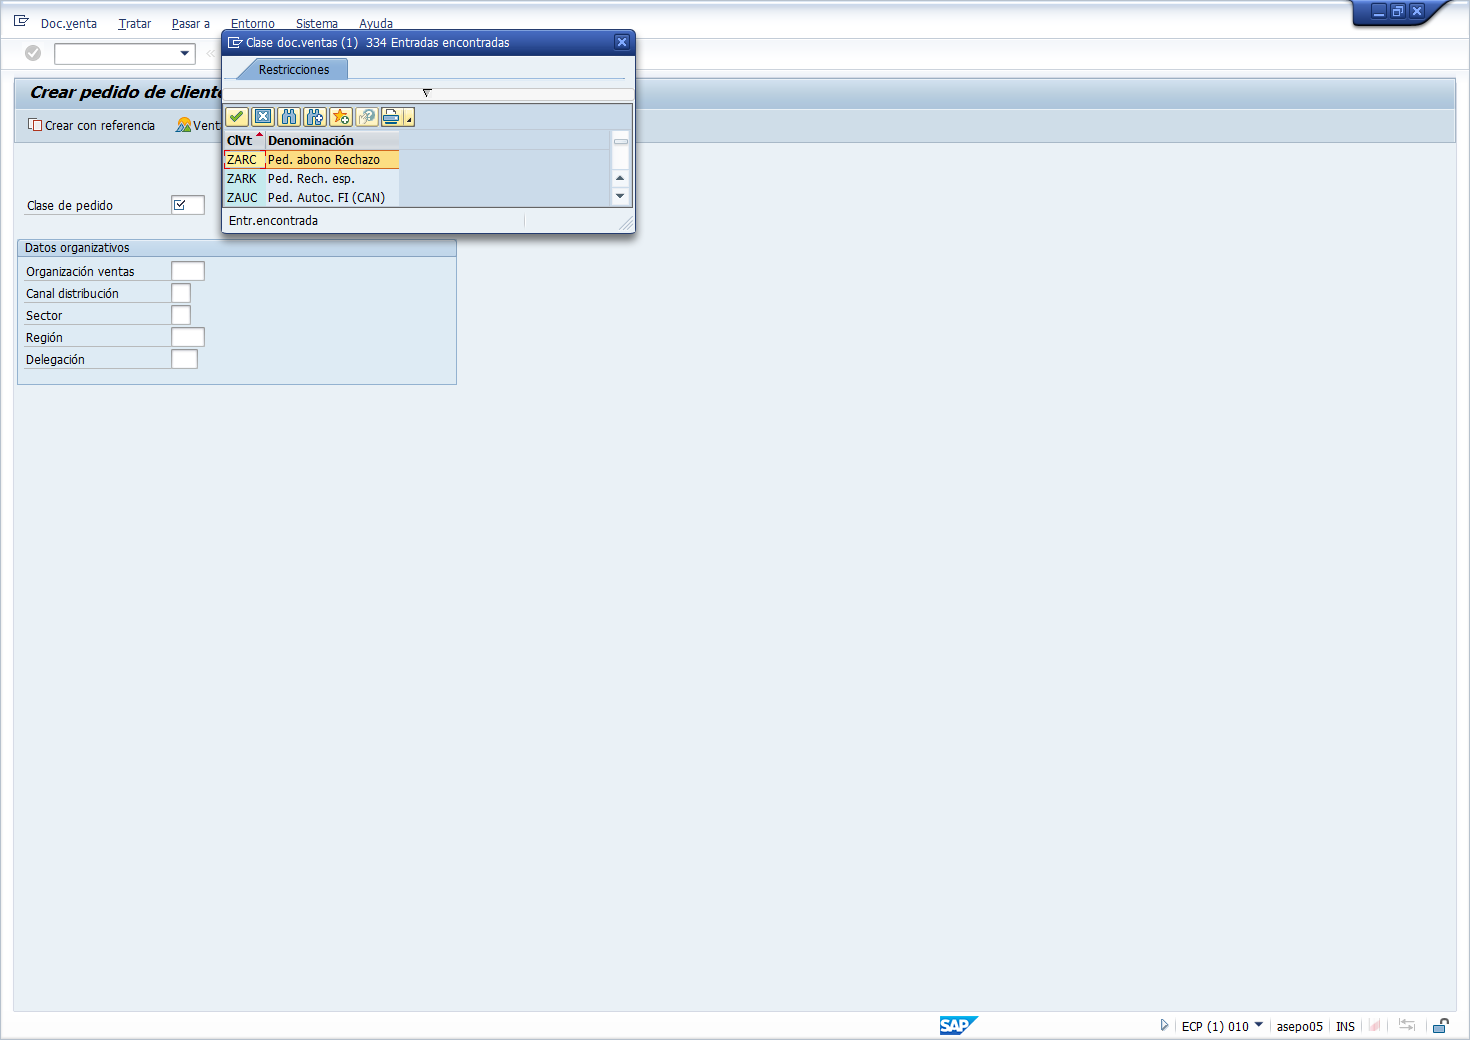 Doc.venta Tratar Pasar a Entorno Sistema Ayuda
Clase doc.ventas (1) 334 Entradas encontradas
Restricciones
Crear pedido de cliente
Crear con referencia Vent
ClVt Denominación
ZARC Ped. abono Rechazo
ZARK Ped. Rech. esp.
ZAUC Ped. Autoc. FI (CAN)
Entr.encontrada
Clase de pedido
Datos organizativos
Organización ventas
Canal distribución
Sector
Región
Delegación
SAP ECP (1) 010 asepo05 INS